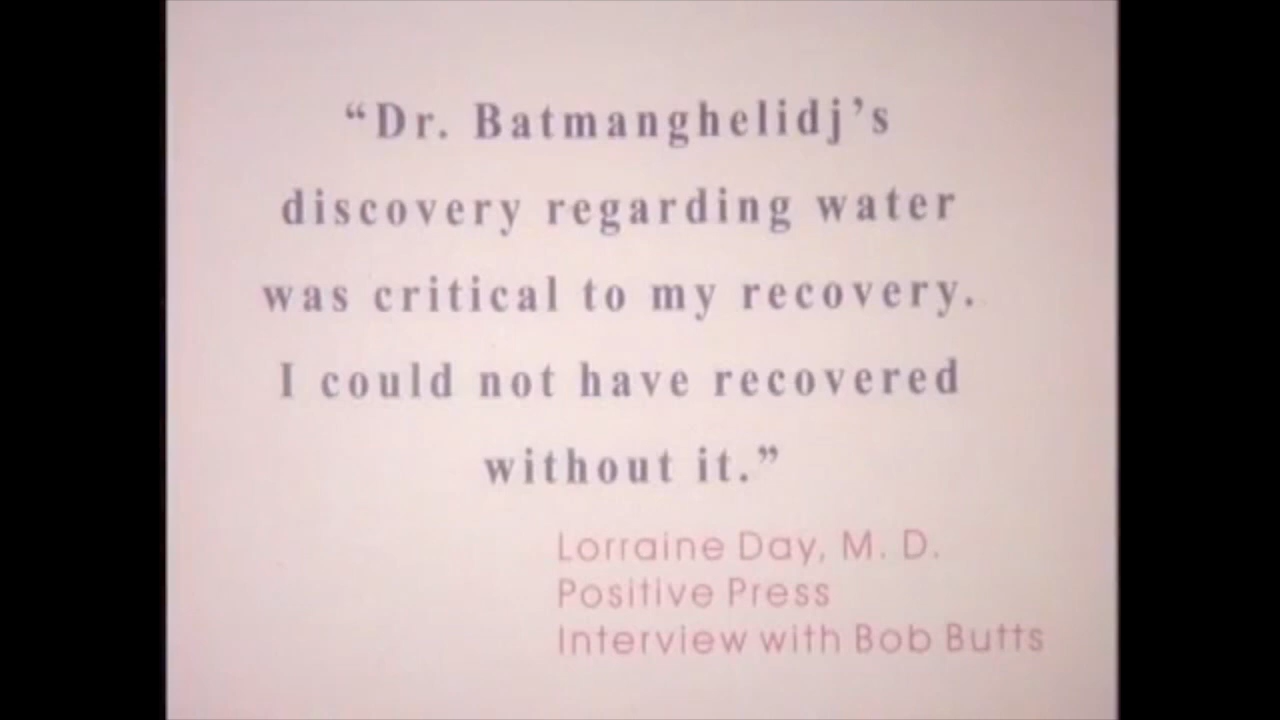 “Dr. Batmanghelidj’s
discovery regarding water
was critical to my recovery.
I could not have recovered
without it.”
Lorraine Day, M. D.
Positive Press
Interview with Bob Butts